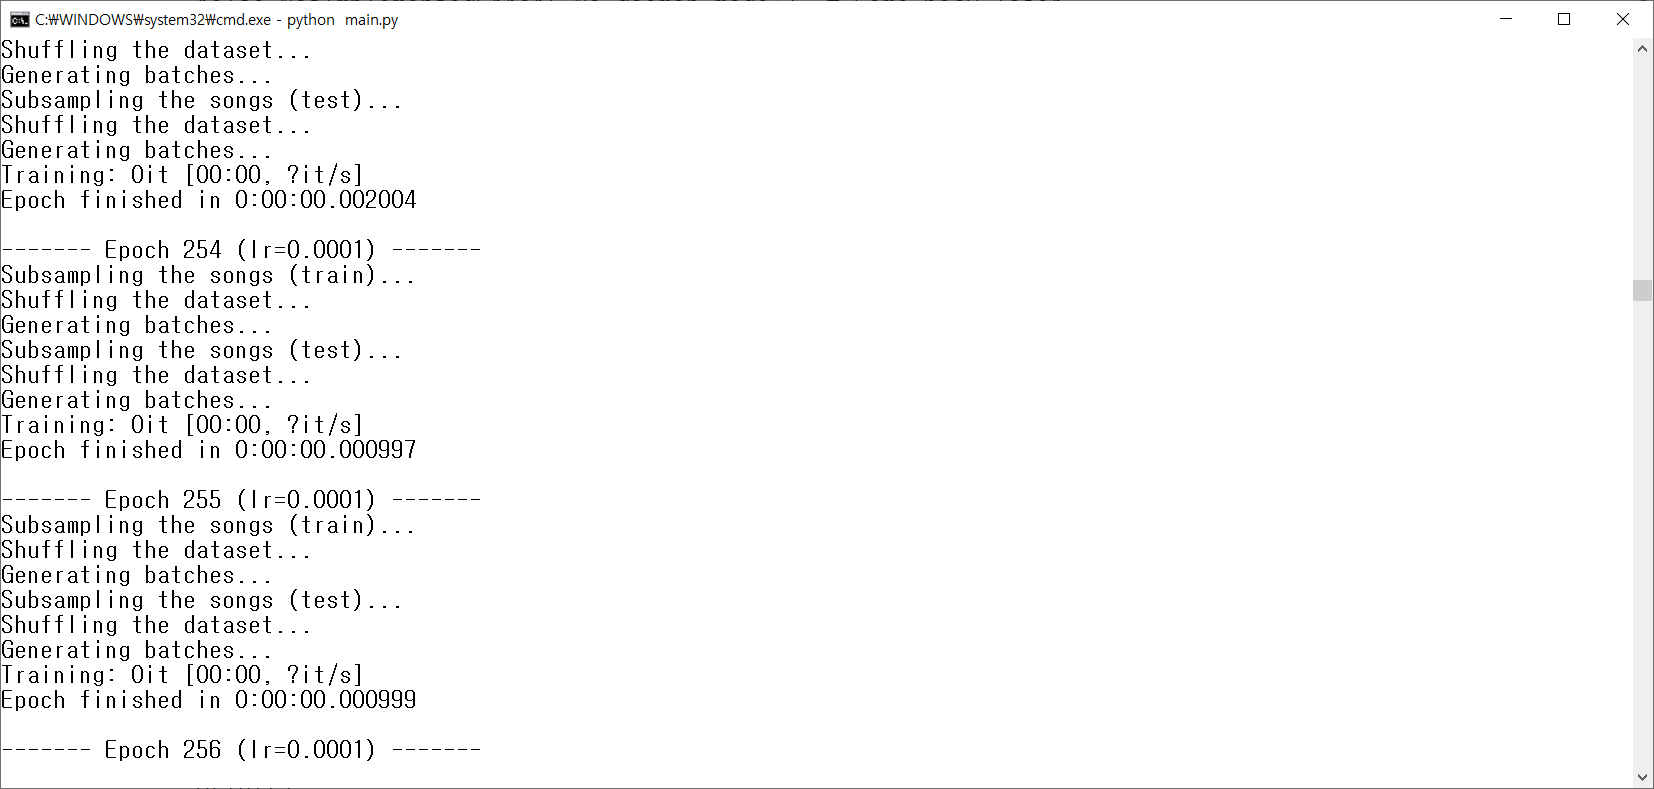 C:₩WINDOWS₩system32₩cmd.exe - python  main.py
Shuffling the dataset...
Generating batches...
Subsampling the songs (test)...
Shuffling the dataset...
Generating batches...
Training: 0it [00:00, ?it/s]
Epoch finished in 0:00:00.002004
------- Epoch 254 (lr=0.0001) -------
Subsampling the songs (train)...
Shuffling the dataset...
Generating batches...
Subsampling the songs (test)...
Shuffling the dataset...
Generating batches...
Training: 0it [00:00, ?it/s]
Epoch finished in 0:00:00.000997
------- Epoch 255 (lr=0.0001) -------
Subsampling the songs (train)...
Shuffling the dataset...
Generating batches...
Subsampling the songs (test)...
Shuffling the dataset...
Generating batches...
Training: 0it [00:00, ?it/s]
Epoch finished in 0:00:00.000999
------- Epoch 256 (lr=0.0001) -------